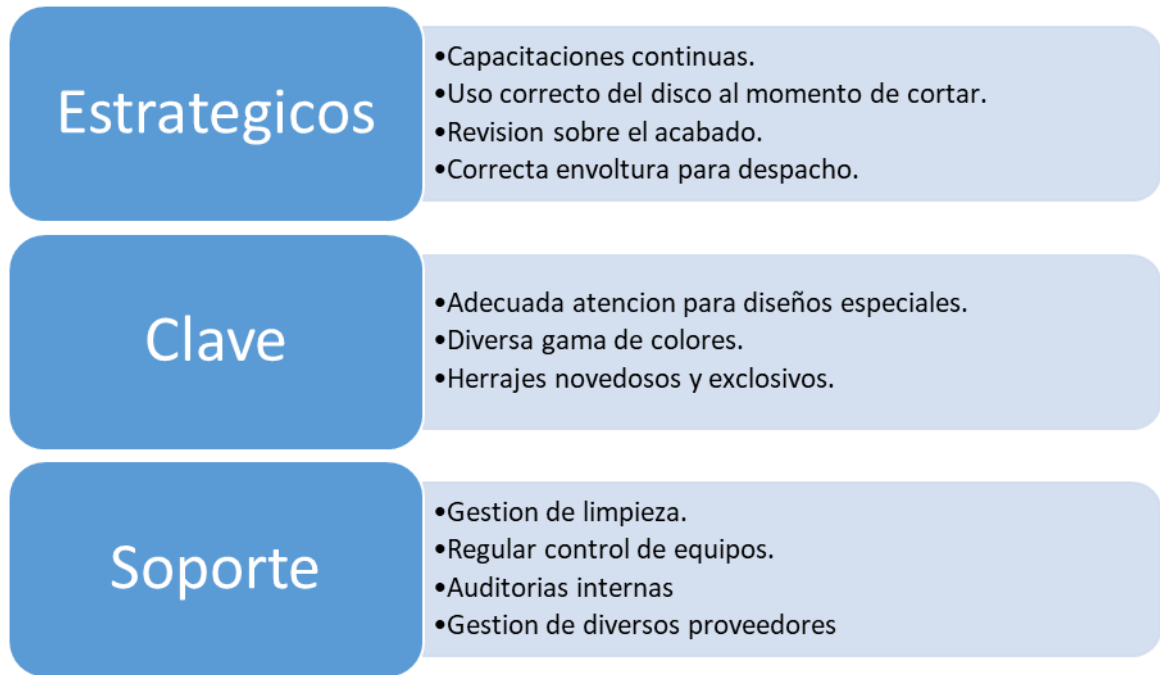 Estrategicos
•Capacitaciones continuas.
•Uso correcto del disco al momento de cortar.
•Revision sobre el acabado.
•Correcta envoltura para despacho.
Clave
•Adecuada atencion para diseños especiales.
•Diversa gama de colores.
•Herrajes novedosos y exclosivos.
Soporte
•Gestion de limpieza.
•Regular control de equipos.
•Auditorias internas
•Gestion de diversos proveedores